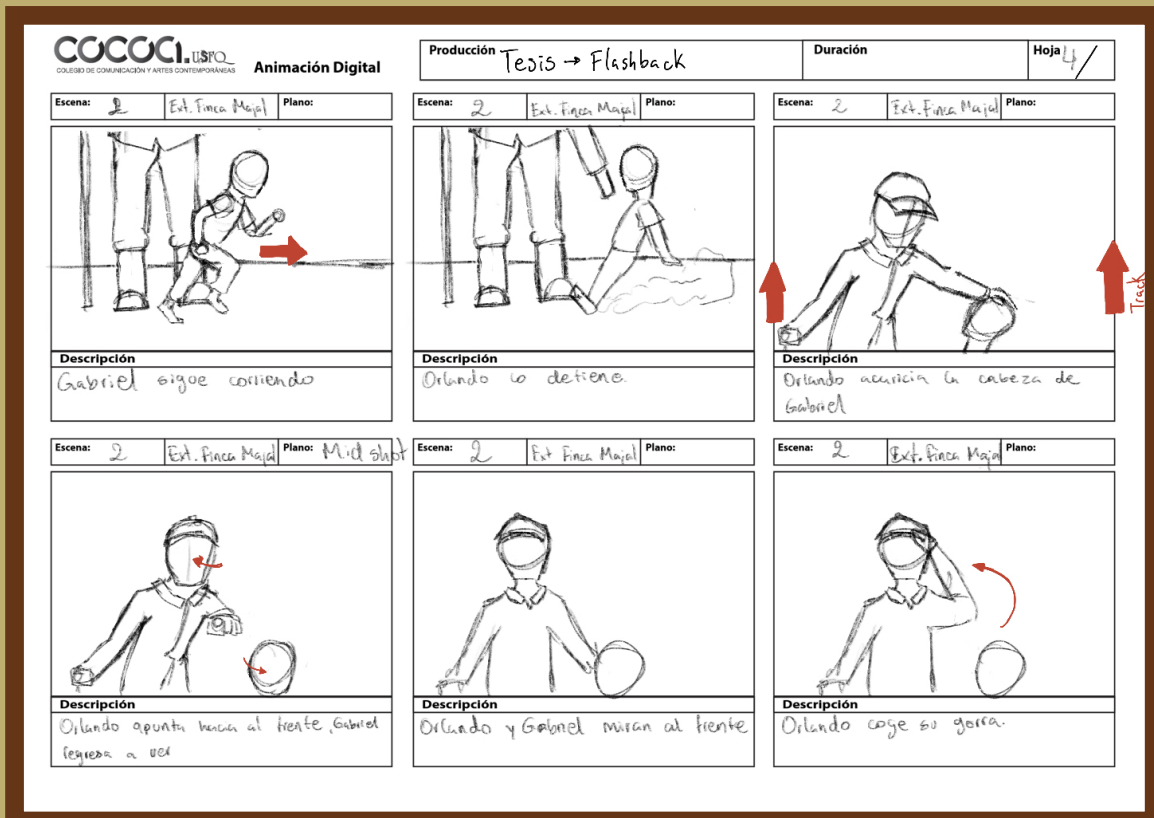 COCOCI.USFQ
COLEGIO DE COMUNICACIÓN Y ARTES CONTEMPORÁNEAS
Animación Digital
Producción Tesis → Flashback
Duración
Hoja 4/
Escena: 2 Ext. Finca Majal Plano:
Escena: 2 Ext. Finca Majal Plano:
Escena: 2 Ext. Finca Majal Plano:
Track
Descripción
Gabriel sigue corriendo
Descripción
Orlando lo detiene.
Descripción
Orlando acaricia la cabeza de
Gabriel
Escena: 2 Ext. Finca Majal Plano: Mid shot
Escena: 2 Ext Finca Majal Plano:
Escena: 2 Ext. Finca Maja Plano:
Descripción
Orlando apunta hacia al frente, Gabriel
regresa a ver
Descripción
Orlando y Gabriel miran al frente
Descripción
Orlando coge su gorra.